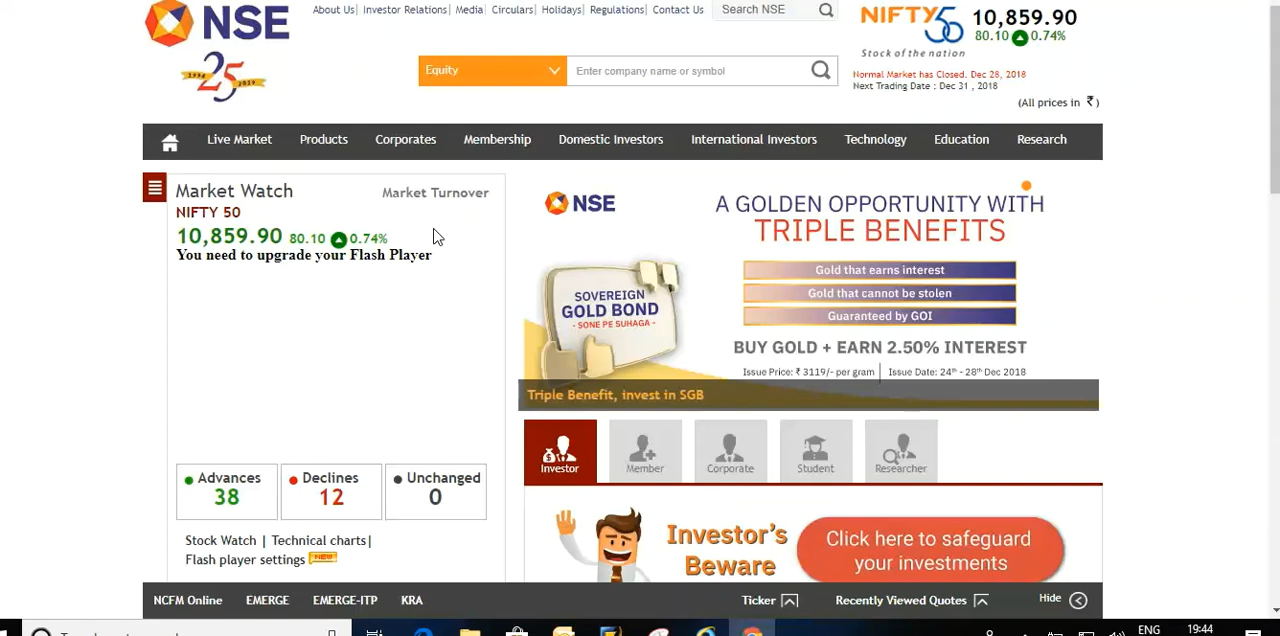 About Us| Investor Relations| Media| Circulars| Holidays| Regulations| Contact Us
Search NSE
NSE
1994 25 2019
NIFTY50
10,859.90
80.10 0.74%
Stock of the nation
Equity
Enter company name or symbol
Normal Market has Closed. Dec 28, 2018
Next Trading Date : Dec 31 , 2018
(All prices in ₹)
Live Market Products Corporates Membership Domestic Investors International Investors Technology Education Research
Market Watch
Market Turnover
NIFTY 50
10,859.90 80.10 0.74%
You need to upgrade your Flash Player
Advances
38
Declines
12
Unchanged
0
Stock Watch | Technical charts|
Flash player settings NEW
NSE
A GOLDEN OPPORTUNITY WITH
TRIPLE BENEFITS
SOVEREIGN
GOLD BOND
- SONE PE SUHAGA -
Gold that earns interest
Gold that cannot be stolen
Guaranteed by GOI
BUY GOLD + EARN 2.50% INTEREST
Issue Price: ₹ 3119/- per gram | Issue Date: 24th - 28th Dec 2018
Triple Benefit, invest in SGB
Investor
Member
Corporate
Student
Researcher
Investor's
Beware
Click here to safeguard
your investments
NCFM Online EMERGE EMERGE-ITP KRA
Ticker
Recently Viewed Quotes
Hide
ENG
19:44